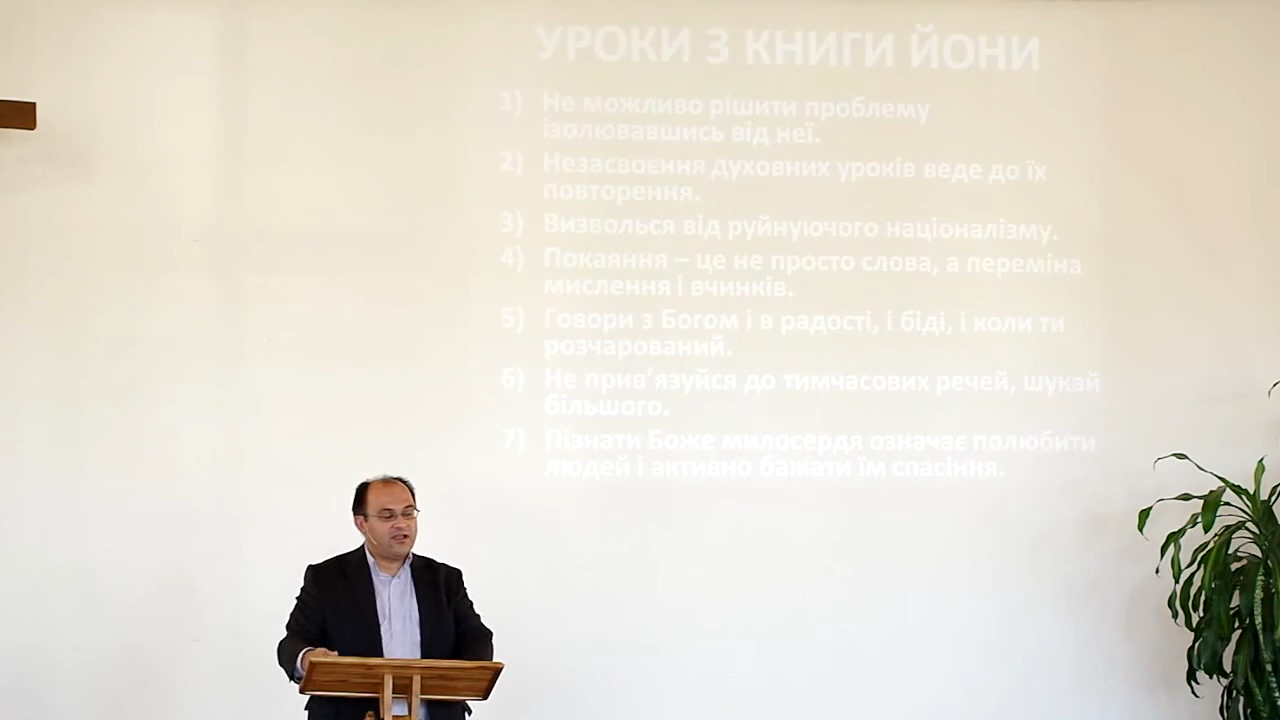 УРОКИ З КНИГИ ЙОНИ
1) Не можливо рішити проблему
ізолювавшись від неї.
2) Незасвоєння духовних уроків веде до їх
повторення.
3) Визволься від руйнуючого націоналізму.
4) Покаяння – це не просто слова, а переміна
мислення і вчинків.
5) Говори з Богом і в радості, і біді, і коли ти
розчарований.
6) Не прив’язуйся до тимчасових речей, шукай
більшого.
7) Пізнати Боже милосердя означає полюбити
людей і активно бажати їм спасіння.